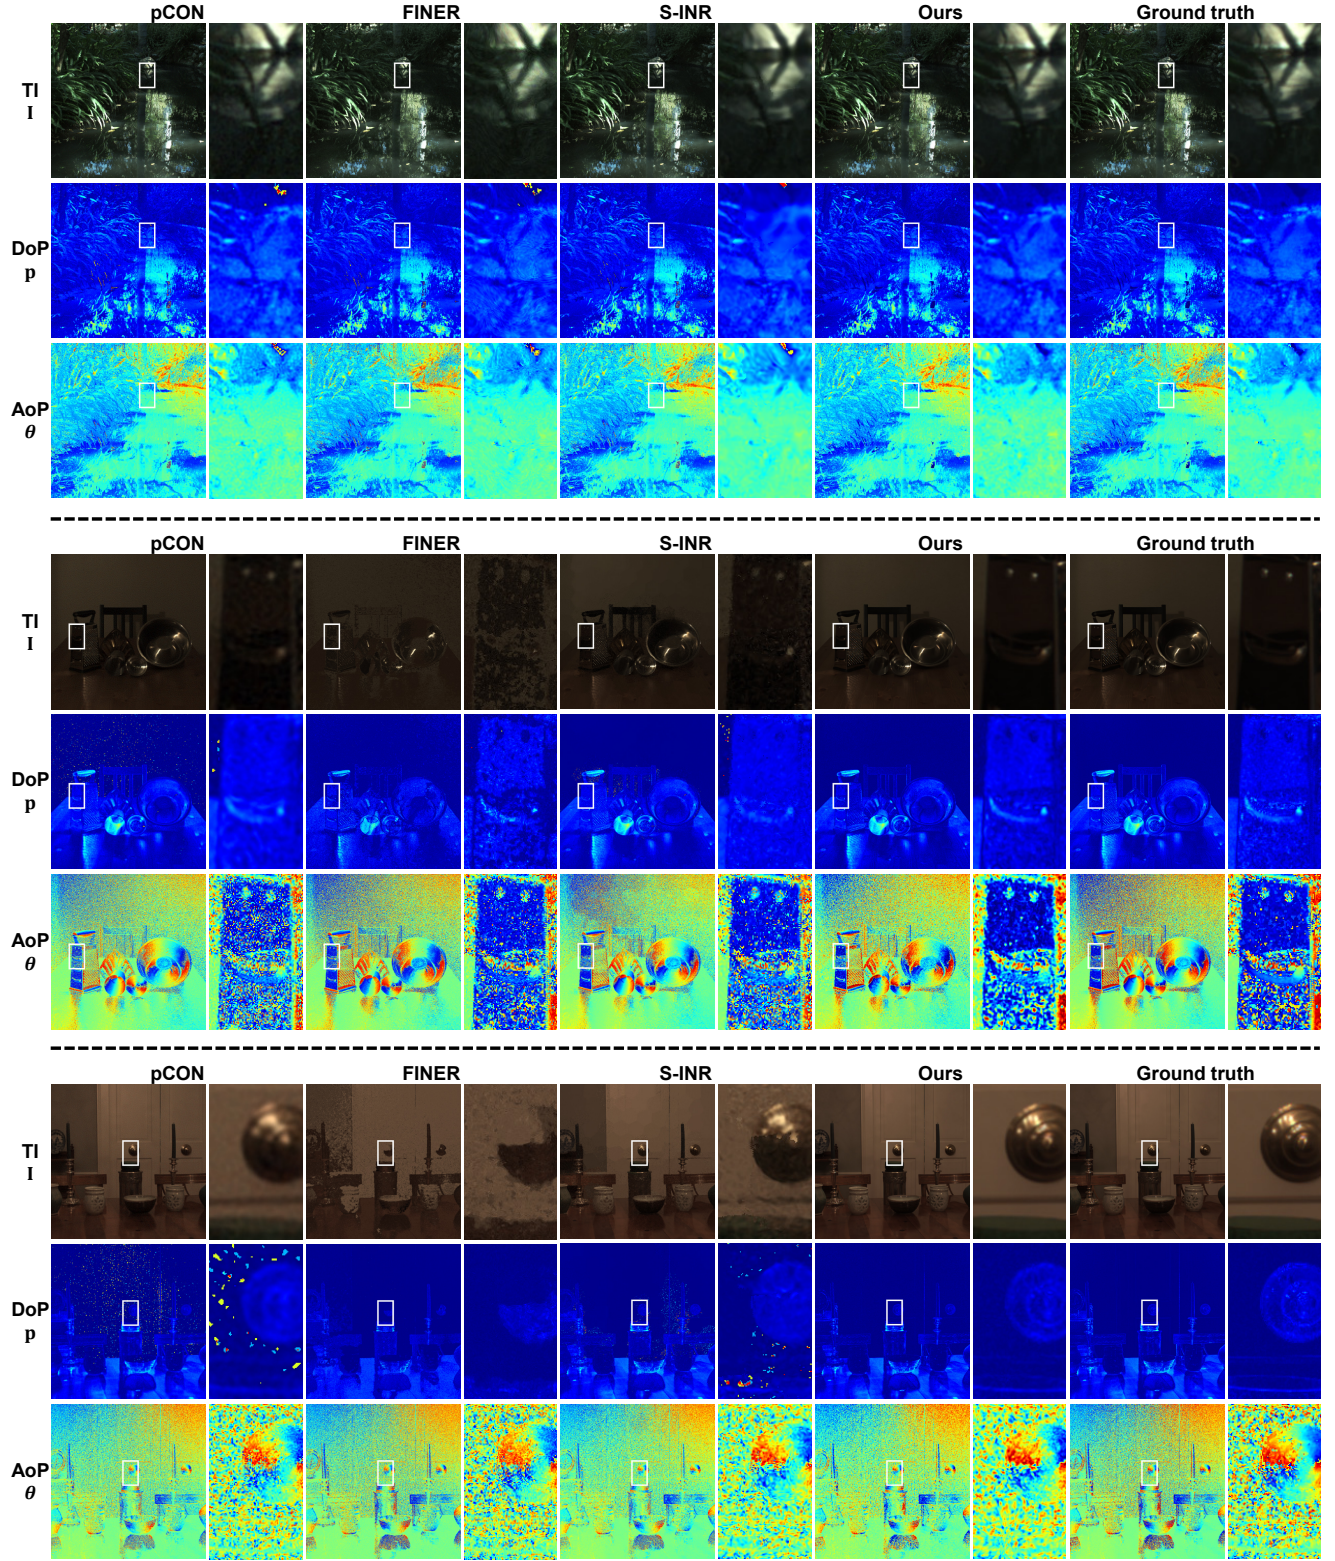 pCON FINER S-INR Ours Ground truth
TI
I
DoP
p
AoP
θ
pCON FINER S-INR Ours Ground truth
TI
I
DoP
p
AoP
θ
pCON FINER S-INR Ours Ground truth
TI
I
DoP
p
AoP
θ